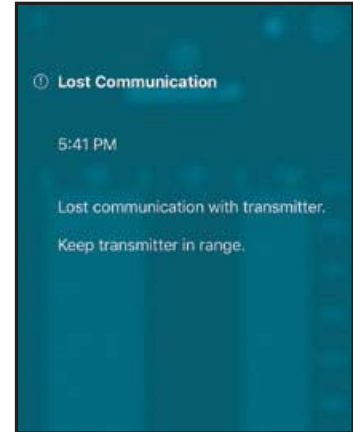 Lost Communication
5:41 PM
Lost communication with transmitter.
Keep transmitter in range.